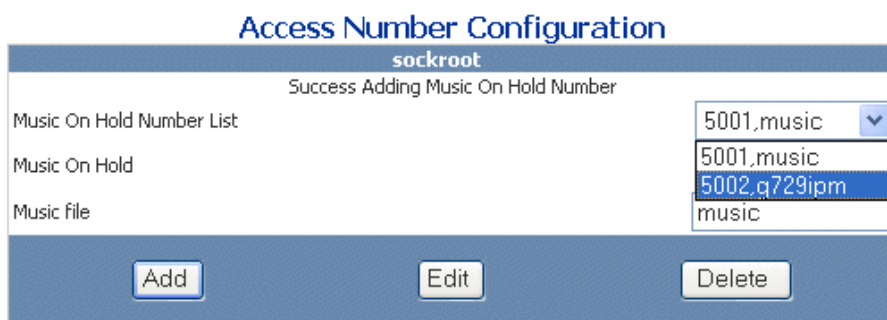 Access Number Configuration
sockroot
Success Adding Music On Hold Number
Music On Hold Number List
5001,music
Music On Hold
5001,music
5002,g729ipm
Music file
music
Add Edit Delete